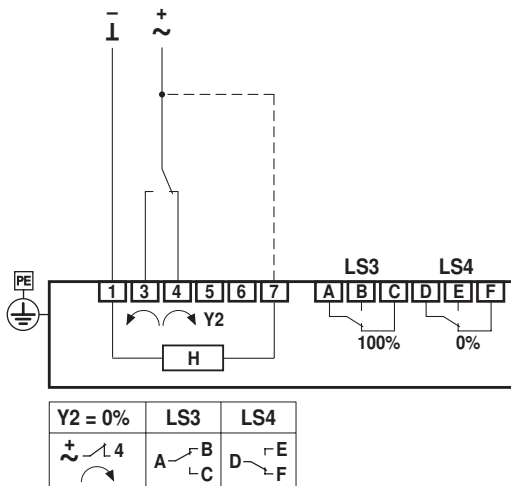 − +
⊥ ~
PE
LS3 LS4
1 3 4 5 6 7 A B C D E F
Y2
100% 0%
H
Y2 = 0% LS3 LS4
+
~ 4
A B
C
D E
F